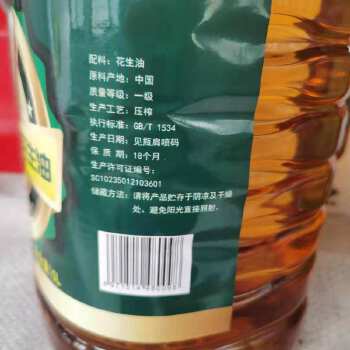 配料：花生油
原料产地：中国
质量等级：一级
生产工艺：压榨
执行标准：GB/T 1534
生产日期：见瓶肩喷码
保 质 期：18个月
生产许可证编号：
SC10235012103601
储藏方法：请将产品贮存于阴凉及干燥
处，避免阳光直接照射。